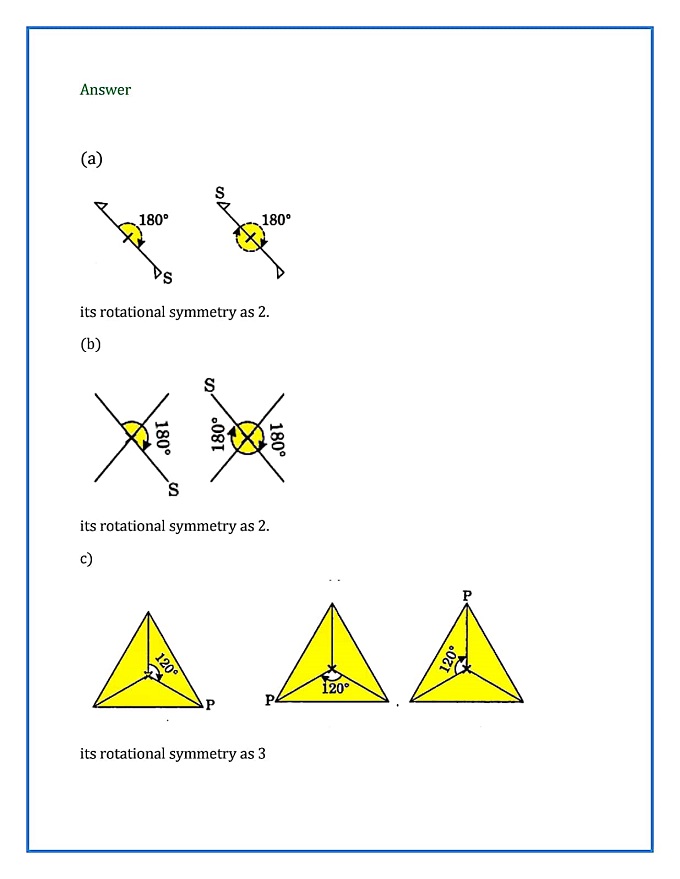 Answer
(a)
180°
S
S
180°
its rotational symmetry as 2.
(b)
180°
S
S
180°
180°
its rotational symmetry as 2.
c)
120°
P
120°
P
120°
P
its rotational symmetry as 3